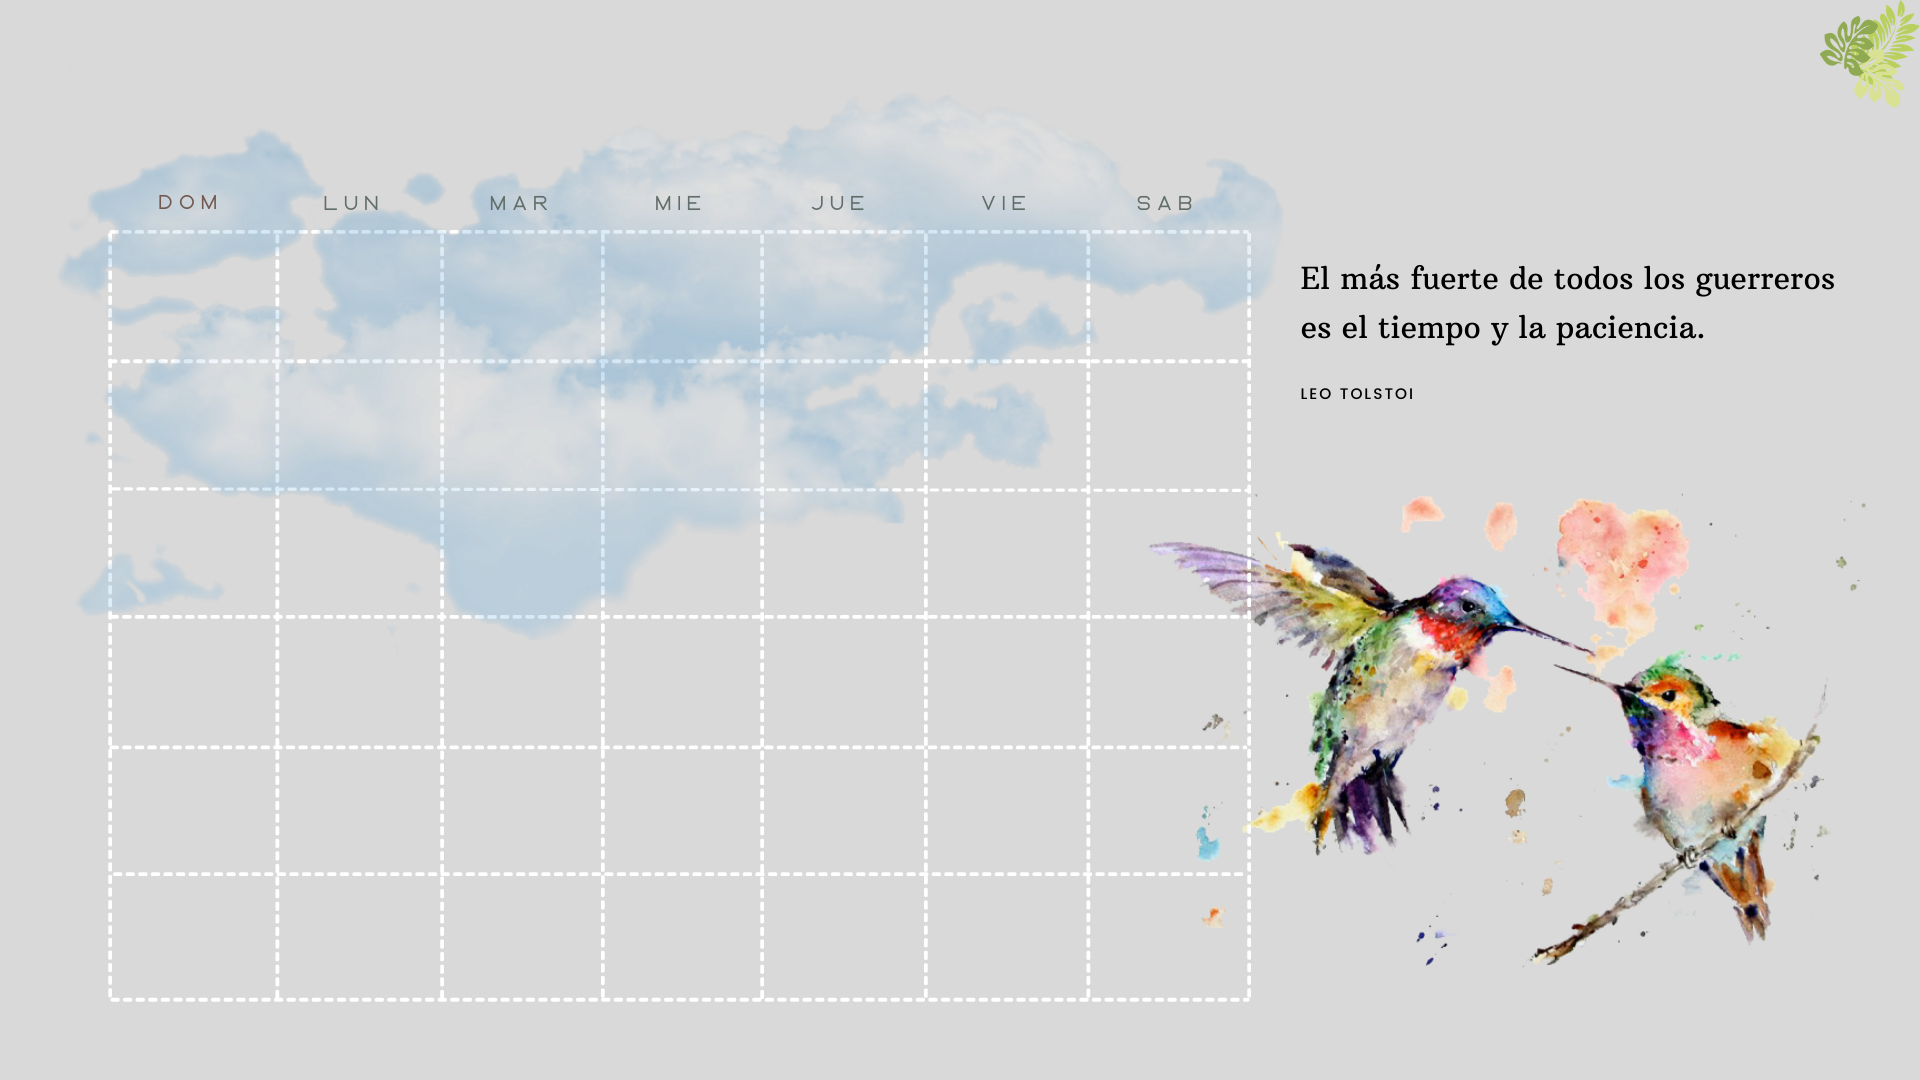 DOM LUN MAR MIE JUE VIE SAB
El más fuerte de todos los guerreros
es el tiempo y la paciencia.
LEO TOLSTOI